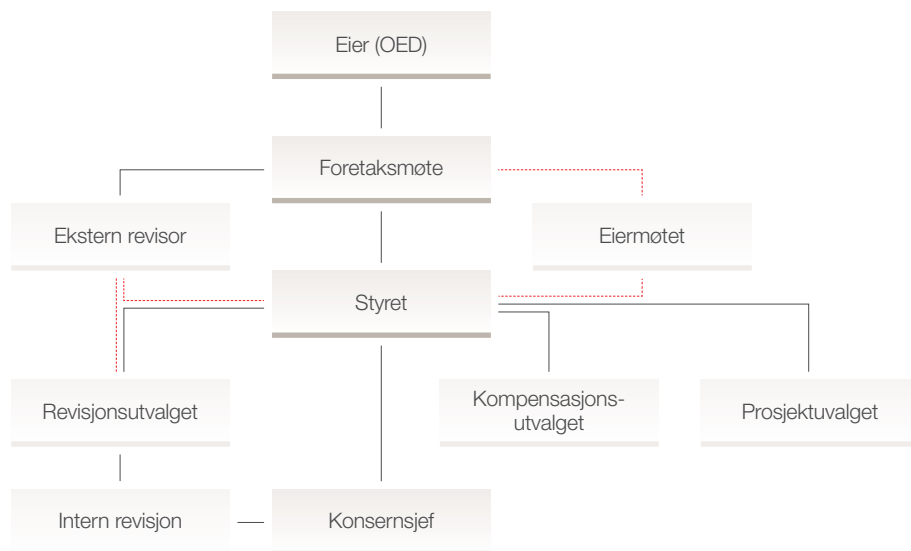 Eier (OED)
Foretaksmøte
Ekstern revisor
Eiermøtet
Styret
Revisjonsutvalget
Kompensasjons-
utvalget
Prosjektuvalget
Intern revisjon
Konsernsjef